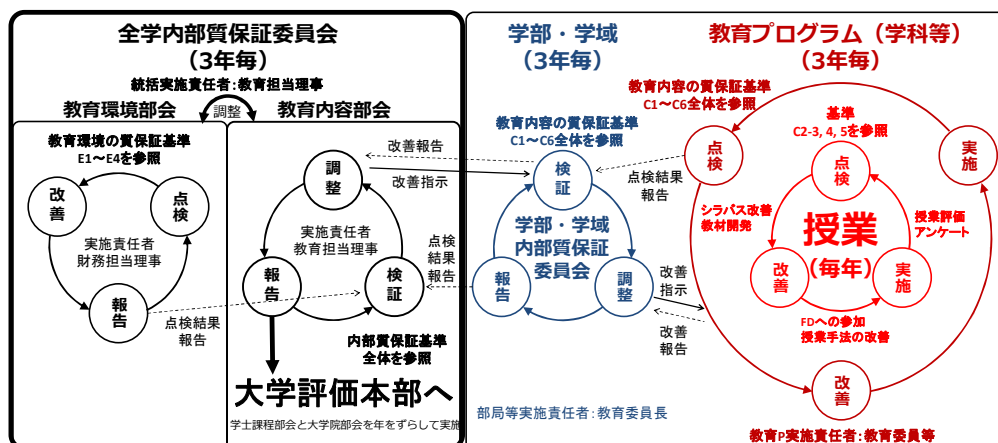 全学内部質保証委員会
(3年毎)
統括実施責任者:教育担当理事
教育環境部会
調整
教育内容部会
教育環境の質保証基準
E1~E4を参照
改善
点検
実施責任者
財務担当理事
報告
点検結果
報告
調整
実施責任者
教育担当理事
報告
検証
改善報告
改善指示
点検
結果
報告
内部質保証基準
全体を参照
大学評価本部へ
学士課程部会と大学院部会を年をずらして実施
学部・学域
(3年毎)
教育内容の質保証基準
C1~C6全体を参照
検証
学部・学域
内部質保証
委員会
報告
調整
点検結果
報告
改善
指示
改善
報告
部局等実施責任者:教育委員長
教育プログラム(学科等)
(3年毎)
教育内容の質保証基準
C1~C6全体を参照
点検
実施
基準
C2-3, 4, 5を参照
点検
シラバス改善
教材開発
授業評価
アンケート
授業
(毎年)
改善
実施
FDへの参加
授業手法の改善
改善
教育P実施責任者:教育委員等